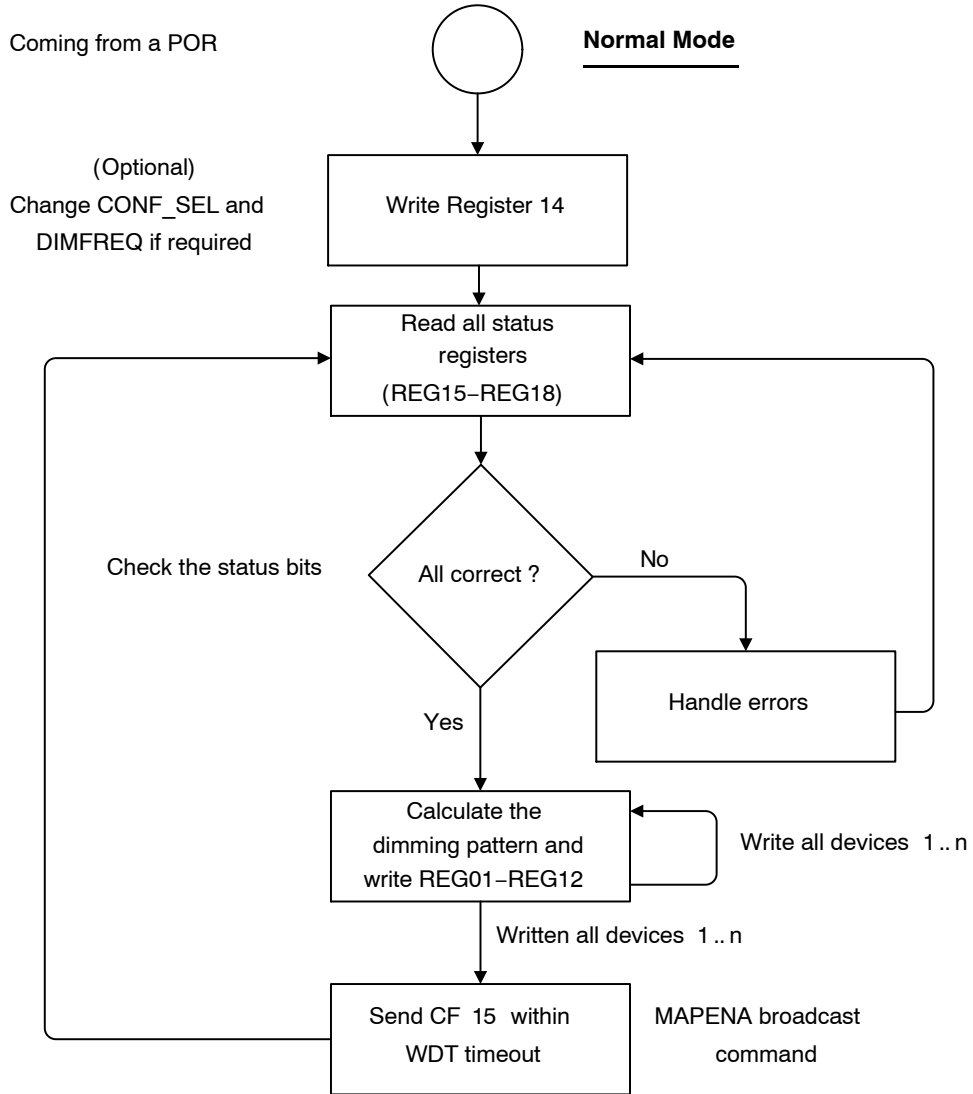 Coming from a POR
Normal Mode
(Optional)
Change CONF_SEL and
DIMFREQ if required
Write Register 14
Read all status
registers
(REG15–REG18)
Check the status bits
All correct ?
No
Handle errors
Yes
Calculate the
dimming pattern and
write REG01–REG12
Write all devices 1 .. n
Written all devices 1 .. n
Send CF 15 within
WDT timeout
MAPENA broadcast
command